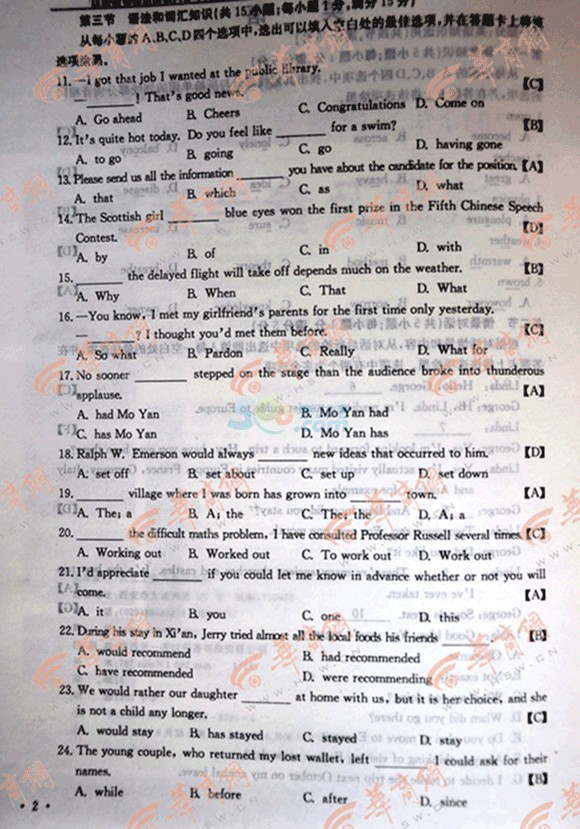 第三节 语法和词汇知识(共15小题;每小题1分,满分15分)
从每小题的A、B、C、D四个选项中,选出可以填入空白处的最佳选项,并在答题卡上将该
选项涂黑。
11. —I got that job I wanted at the public library.
—________! That's good news. 【C】
A. Go ahead B. Cheers C. Congratulations D. Come on
12. It's quite hot today. Do you feel like ________ for a swim? 【B】
A. to go B. going C. go D. having gone
13. Please send us all the information ________ you have about the candidate for the position. 【A】
A. that B. which C. as D. what
14. The Scottish girl ________ blue eyes won the first prize in the Fifth Chinese Speech
Contest. 【D】
A. by B. of C. in D. with
15. ________ the delayed flight will take off depends much on the weather. 【B】
A. Why B. When C. That D. What
16. —You know, I met my girlfriend's parents for the first time only yesterday.
—________? I thought you'd met them before. 【C】
A. So what B. Pardon C. Really D. What for
17. No sooner ________ stepped on the stage than the audience broke into thunderous
applause. 【A】
A. had Mo Yan B. Mo Yan had
C. has Mo Yan D. Mo Yan has
18. Ralph W. Emerson would always ________ new ideas that occurred to him. 【D】
A. set off B. set about C. set up D. set down
19. ________ village where I was born has grown into ________ town. 【A】
A. The; a B. A; the C. The; the D. A; a
20. ________ the difficult maths problem, I have consulted Professor Russell several times. 【C】
A. Working out B. Worked out C. To work out D. Work out
21. I'd appreciate ________ if you could let me know in advance whether or not you will
come. 【A】
A. it B. you C. one D. this
22. During his stay in Xi'an, Jerry tried almost all the local foods his friends ________. 【B】
A. would recommend B. had recommended
C. have recommended D. were recommending
23. We would rather our daughter ________ at home with us, but it is her choice, and she
is not a child any longer. 【C】
A. would stay B. has stayed C. stayed D. stay
24. The young couple, who returned my lost wallet, left ________ I could ask for their
names. 【B】
A. while B. before C. after D. since
· 2 ·